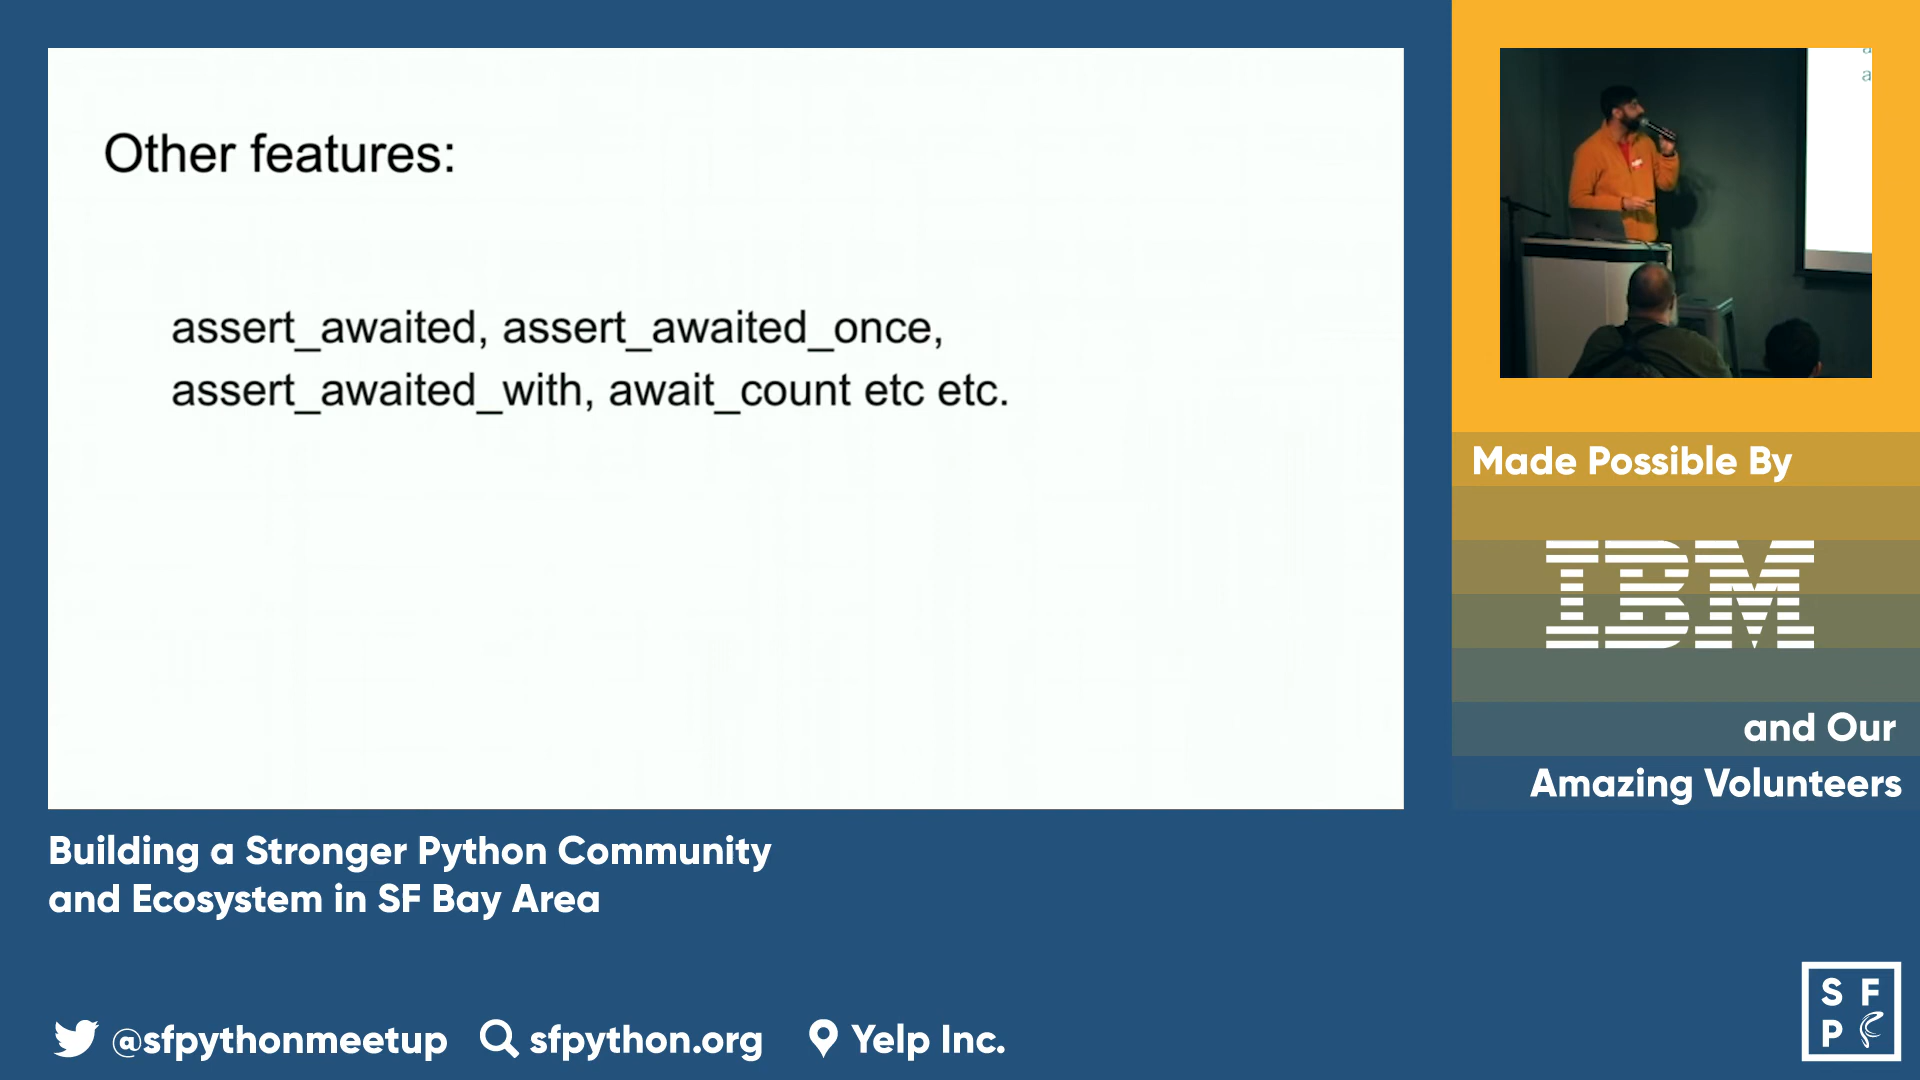 Other features:
assert_awaited, assert_awaited_once,
assert_awaited_with, await_count etc etc.
a
Made Possible By
IBM
and Our
Amazing Volunteers
Building a Stronger Python Community
and Ecosystem in SF Bay Area
@sfpythonmeetup sfpython.org Yelp Inc.
S F
P